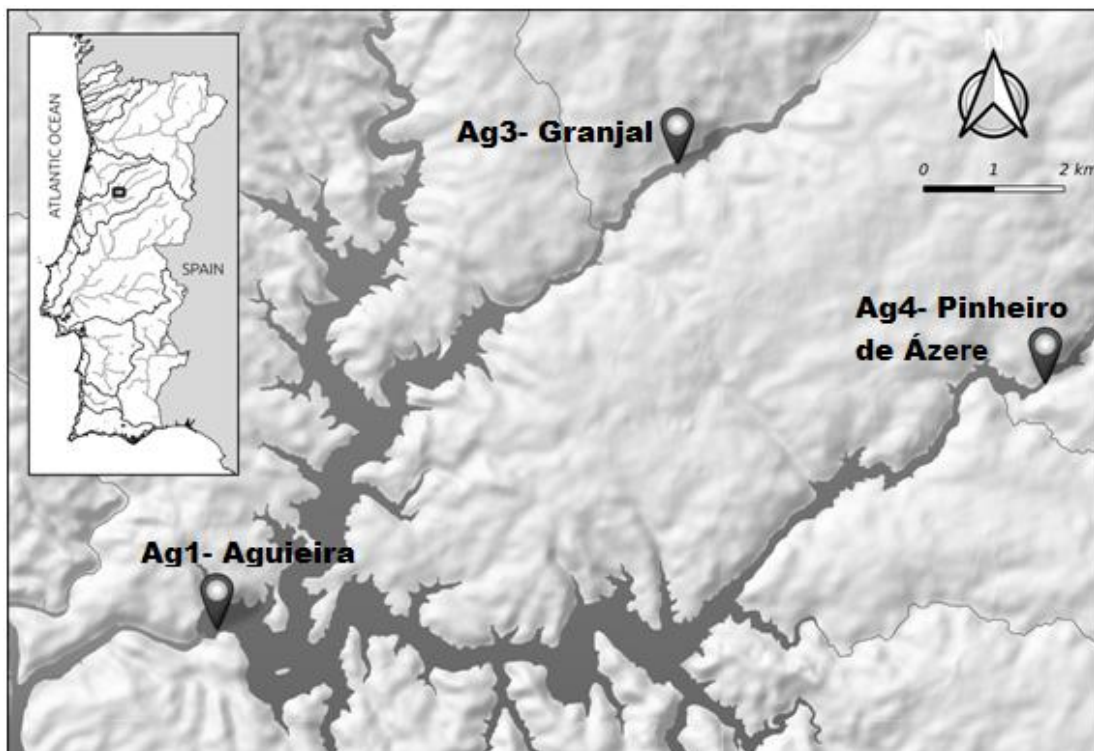 ATLANTIC OCEAN
SPAIN
N
0 1 2 km
Ag3- Granjal
Ag4- Pinheiro
de Ázere
Ag1- Aguieira